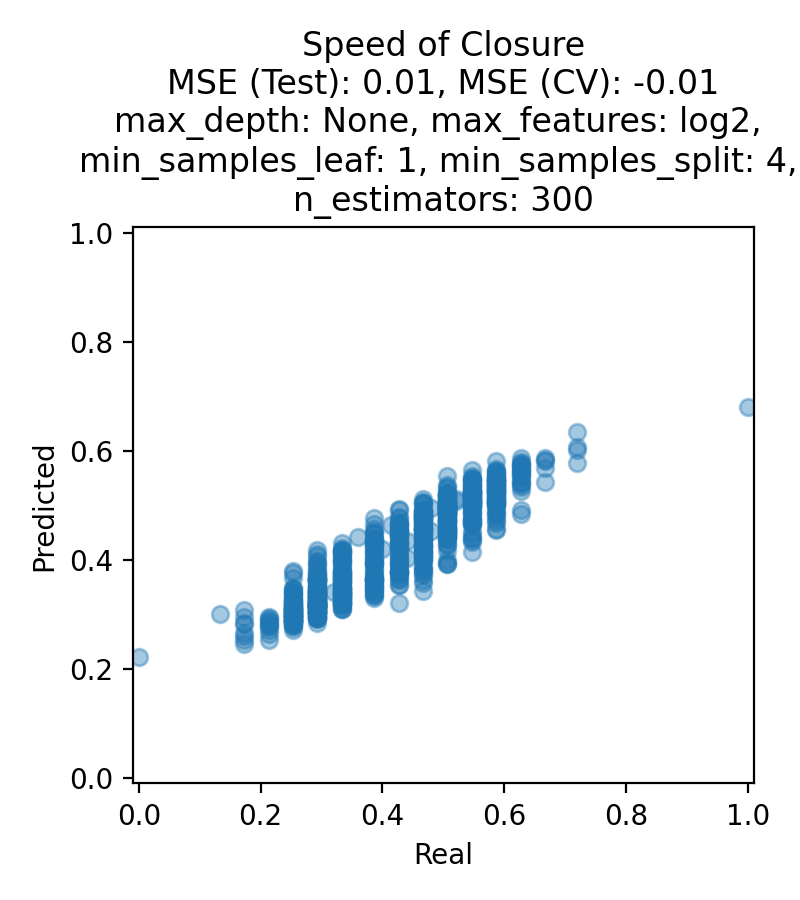 Speed of Closure
MSE (Test): 0.01, MSE (CV): -0.01
max_depth: None, max_features: log2,
min_samples_leaf: 1, min_samples_split: 4,
n_estimators: 300
1.0
0.8
0.6
0.4
0.2
0.0
Predicted
0.0 0.2 0.4 0.6 0.8 1.0
Real